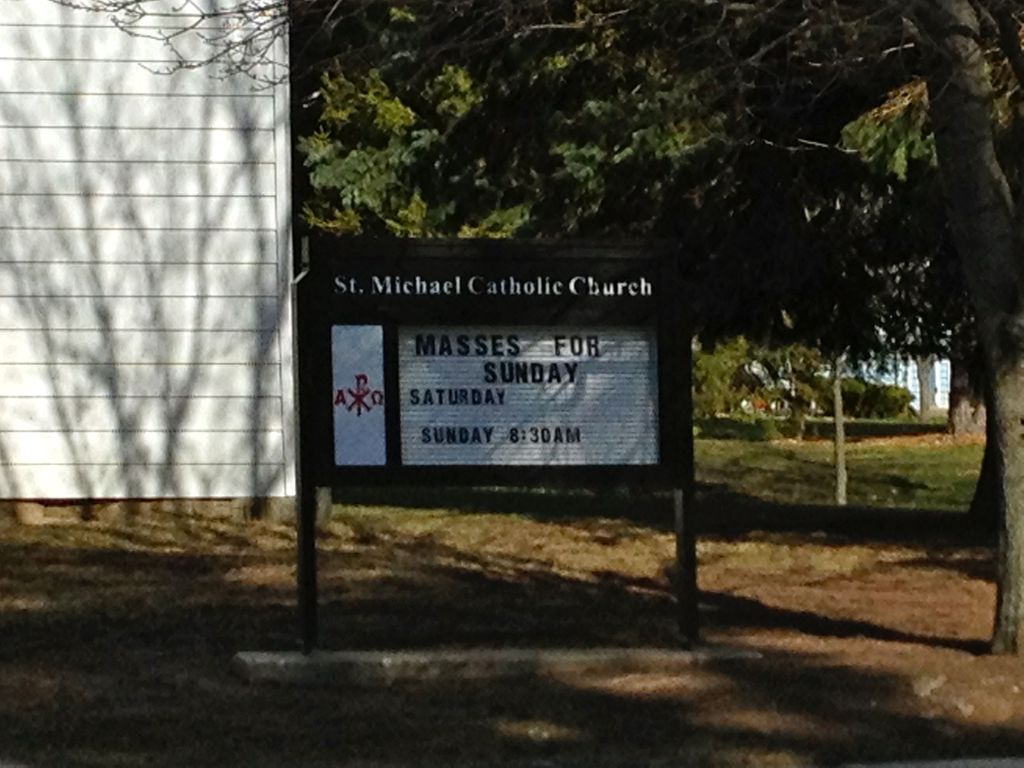 St. Michael Catholic Church
MASSES FOR
SUNDAY
SATURDAY
SUNDAY 8:30AM
Α☧Ω